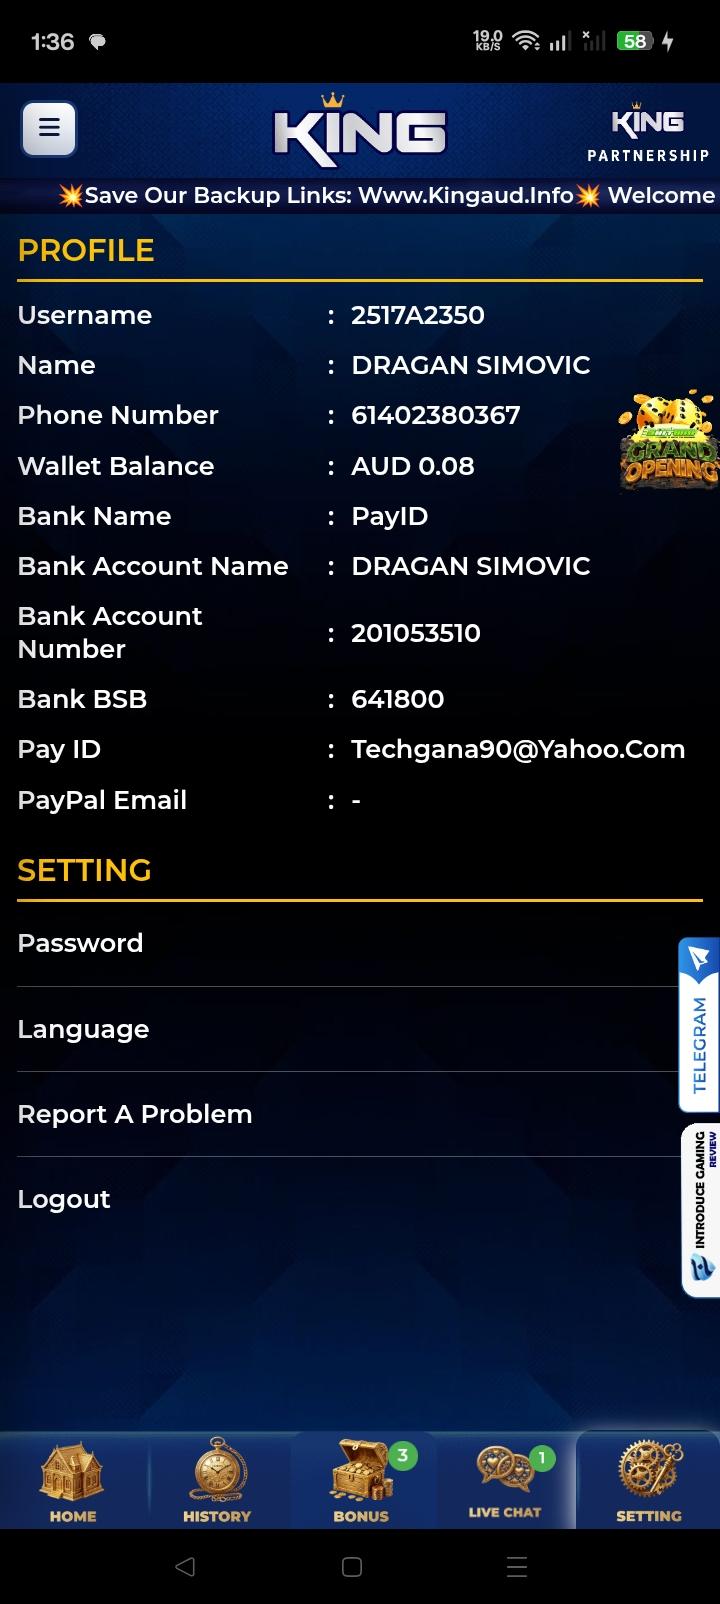 1:36
19.0
KB/S
58
KING
KING
PARTNERSHIP
💥Save Our Backup Links: Www.Kingaud.Info💥 Welcome
PROFILE
Username : 2517A2350
Name : DRAGAN SIMOVIC
Phone Number : 61402380367
GRAND
OPENING
Wallet Balance : AUD 0.08
Bank Name : PayID
Bank Account Name : DRAGAN SIMOVIC
Bank Account
Number : 201053510
Bank BSB : 641800
Pay ID : Techgana90@Yahoo.Com
PayPal Email : -
SETTING
Password
TELEGRAM
Language
Report A Problem
INTRODUCE GAMING
REVIEW
Logout
3
1
HOME
HISTORY
BONUS
LIVE CHAT
SETTING